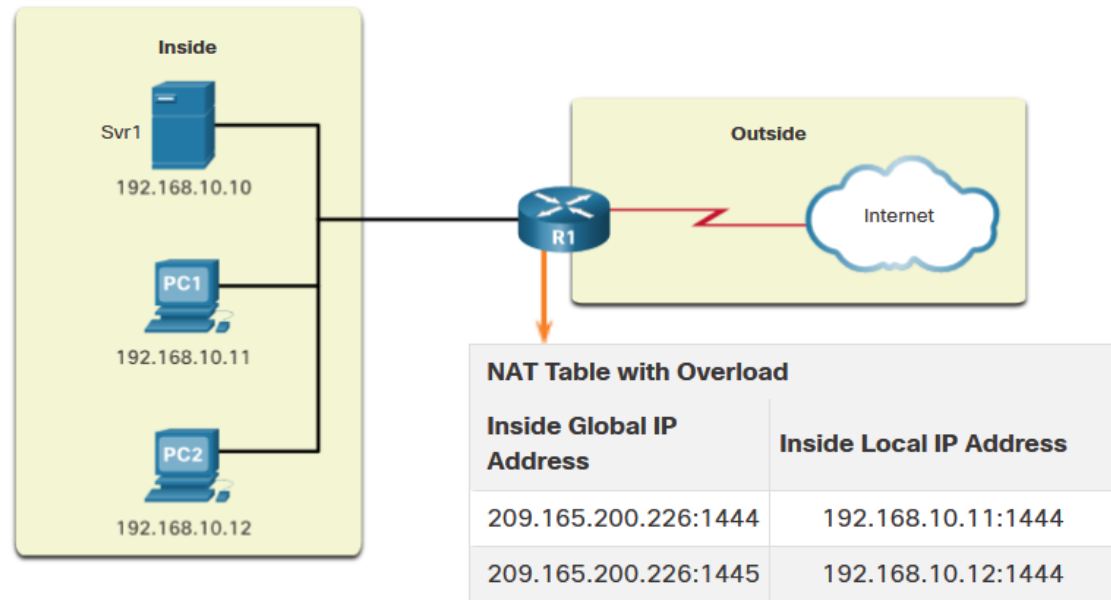 Inside
Svr1
192.168.10.10
PC1
192.168.10.11
PC2
192.168.10.12
Outside
R1
Internet
NAT Table with Overload
Inside Global IP
Address
Inside Local IP Address
209.165.200.226:1444 192.168.10.11:1444
209.165.200.226:1445 192.168.10.12:1444